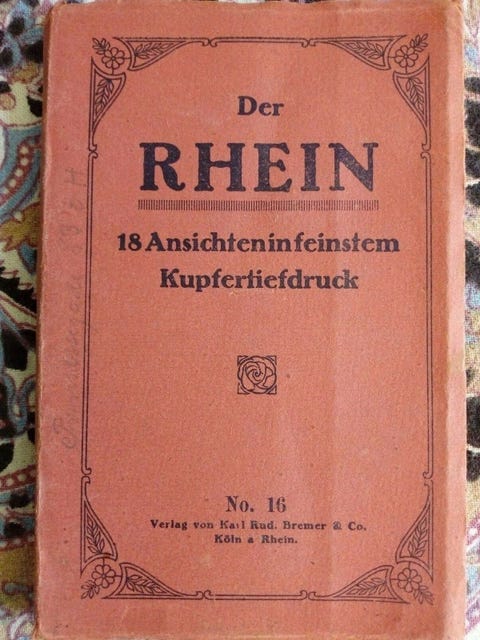 Der
RHEIN
18 Ansichten in feinstem
Kupfertiefdruck
No. 16
Verlag von Karl Rud. Bremer & Co.
Köln a Rhein.